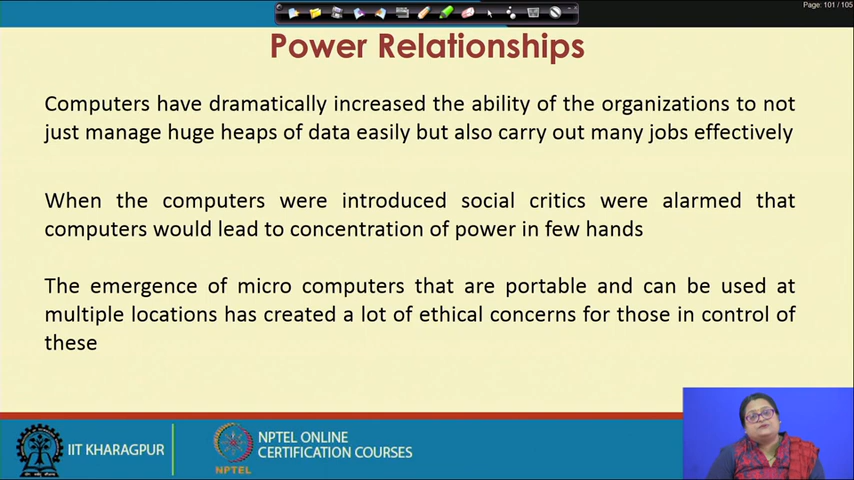 Page: 101 / 105
Power Relationships
Computers have dramatically increased the ability of the organizations to not
just manage huge heaps of data easily but also carry out many jobs effectively
When the computers were introduced social critics were alarmed that
computers would lead to concentration of power in few hands
The emergence of micro computers that are portable and can be used at
multiple locations has created a lot of ethical concerns for those in control of
these
IIT KHARAGPUR
NPTEL
NPTEL ONLINE
CERTIFICATION COURSES